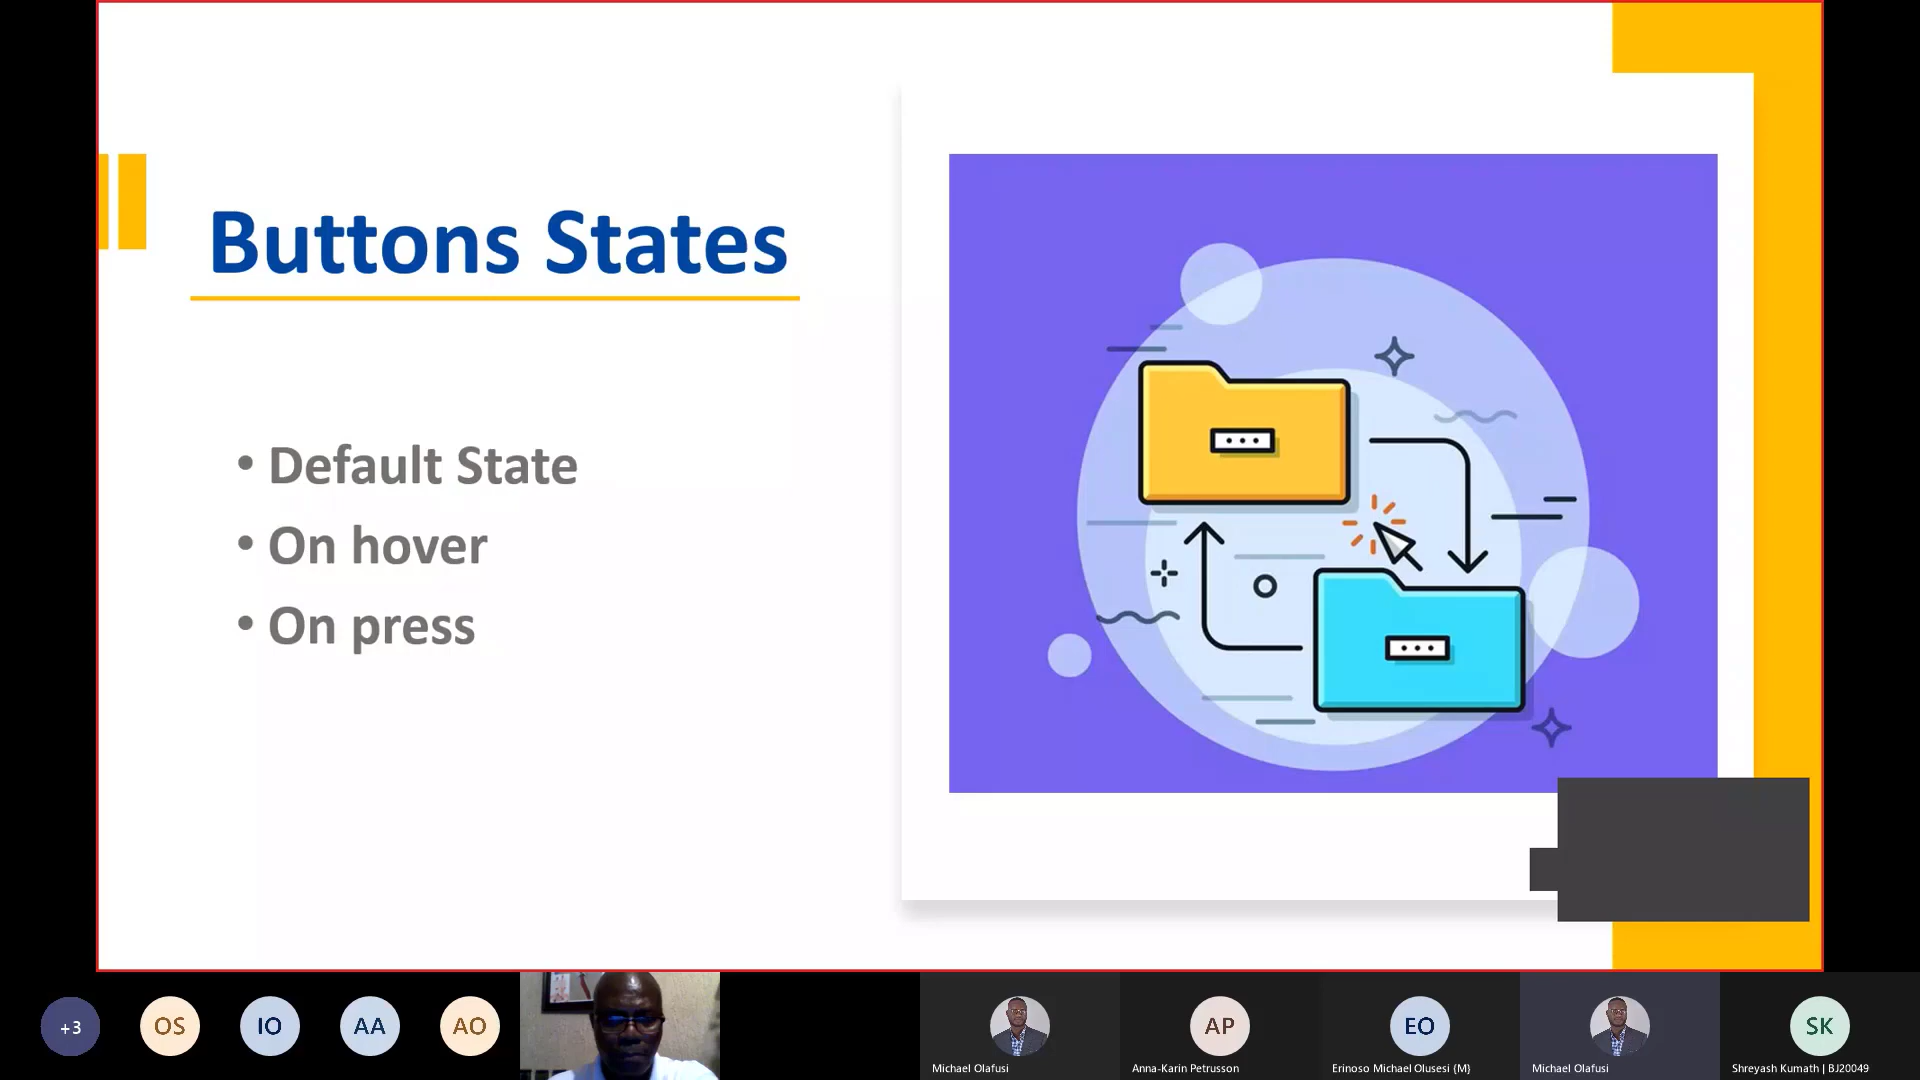 Buttons States
• Default State
• On hover
• On press
+3
OS
IO
AA
AO
AP
EO
SK
Michael Olafusi
Anna-Karin Petrusson
Erinoso Michael Olusesi (M)
Michael Olafusi
Shreyash Kumath | BJ20049